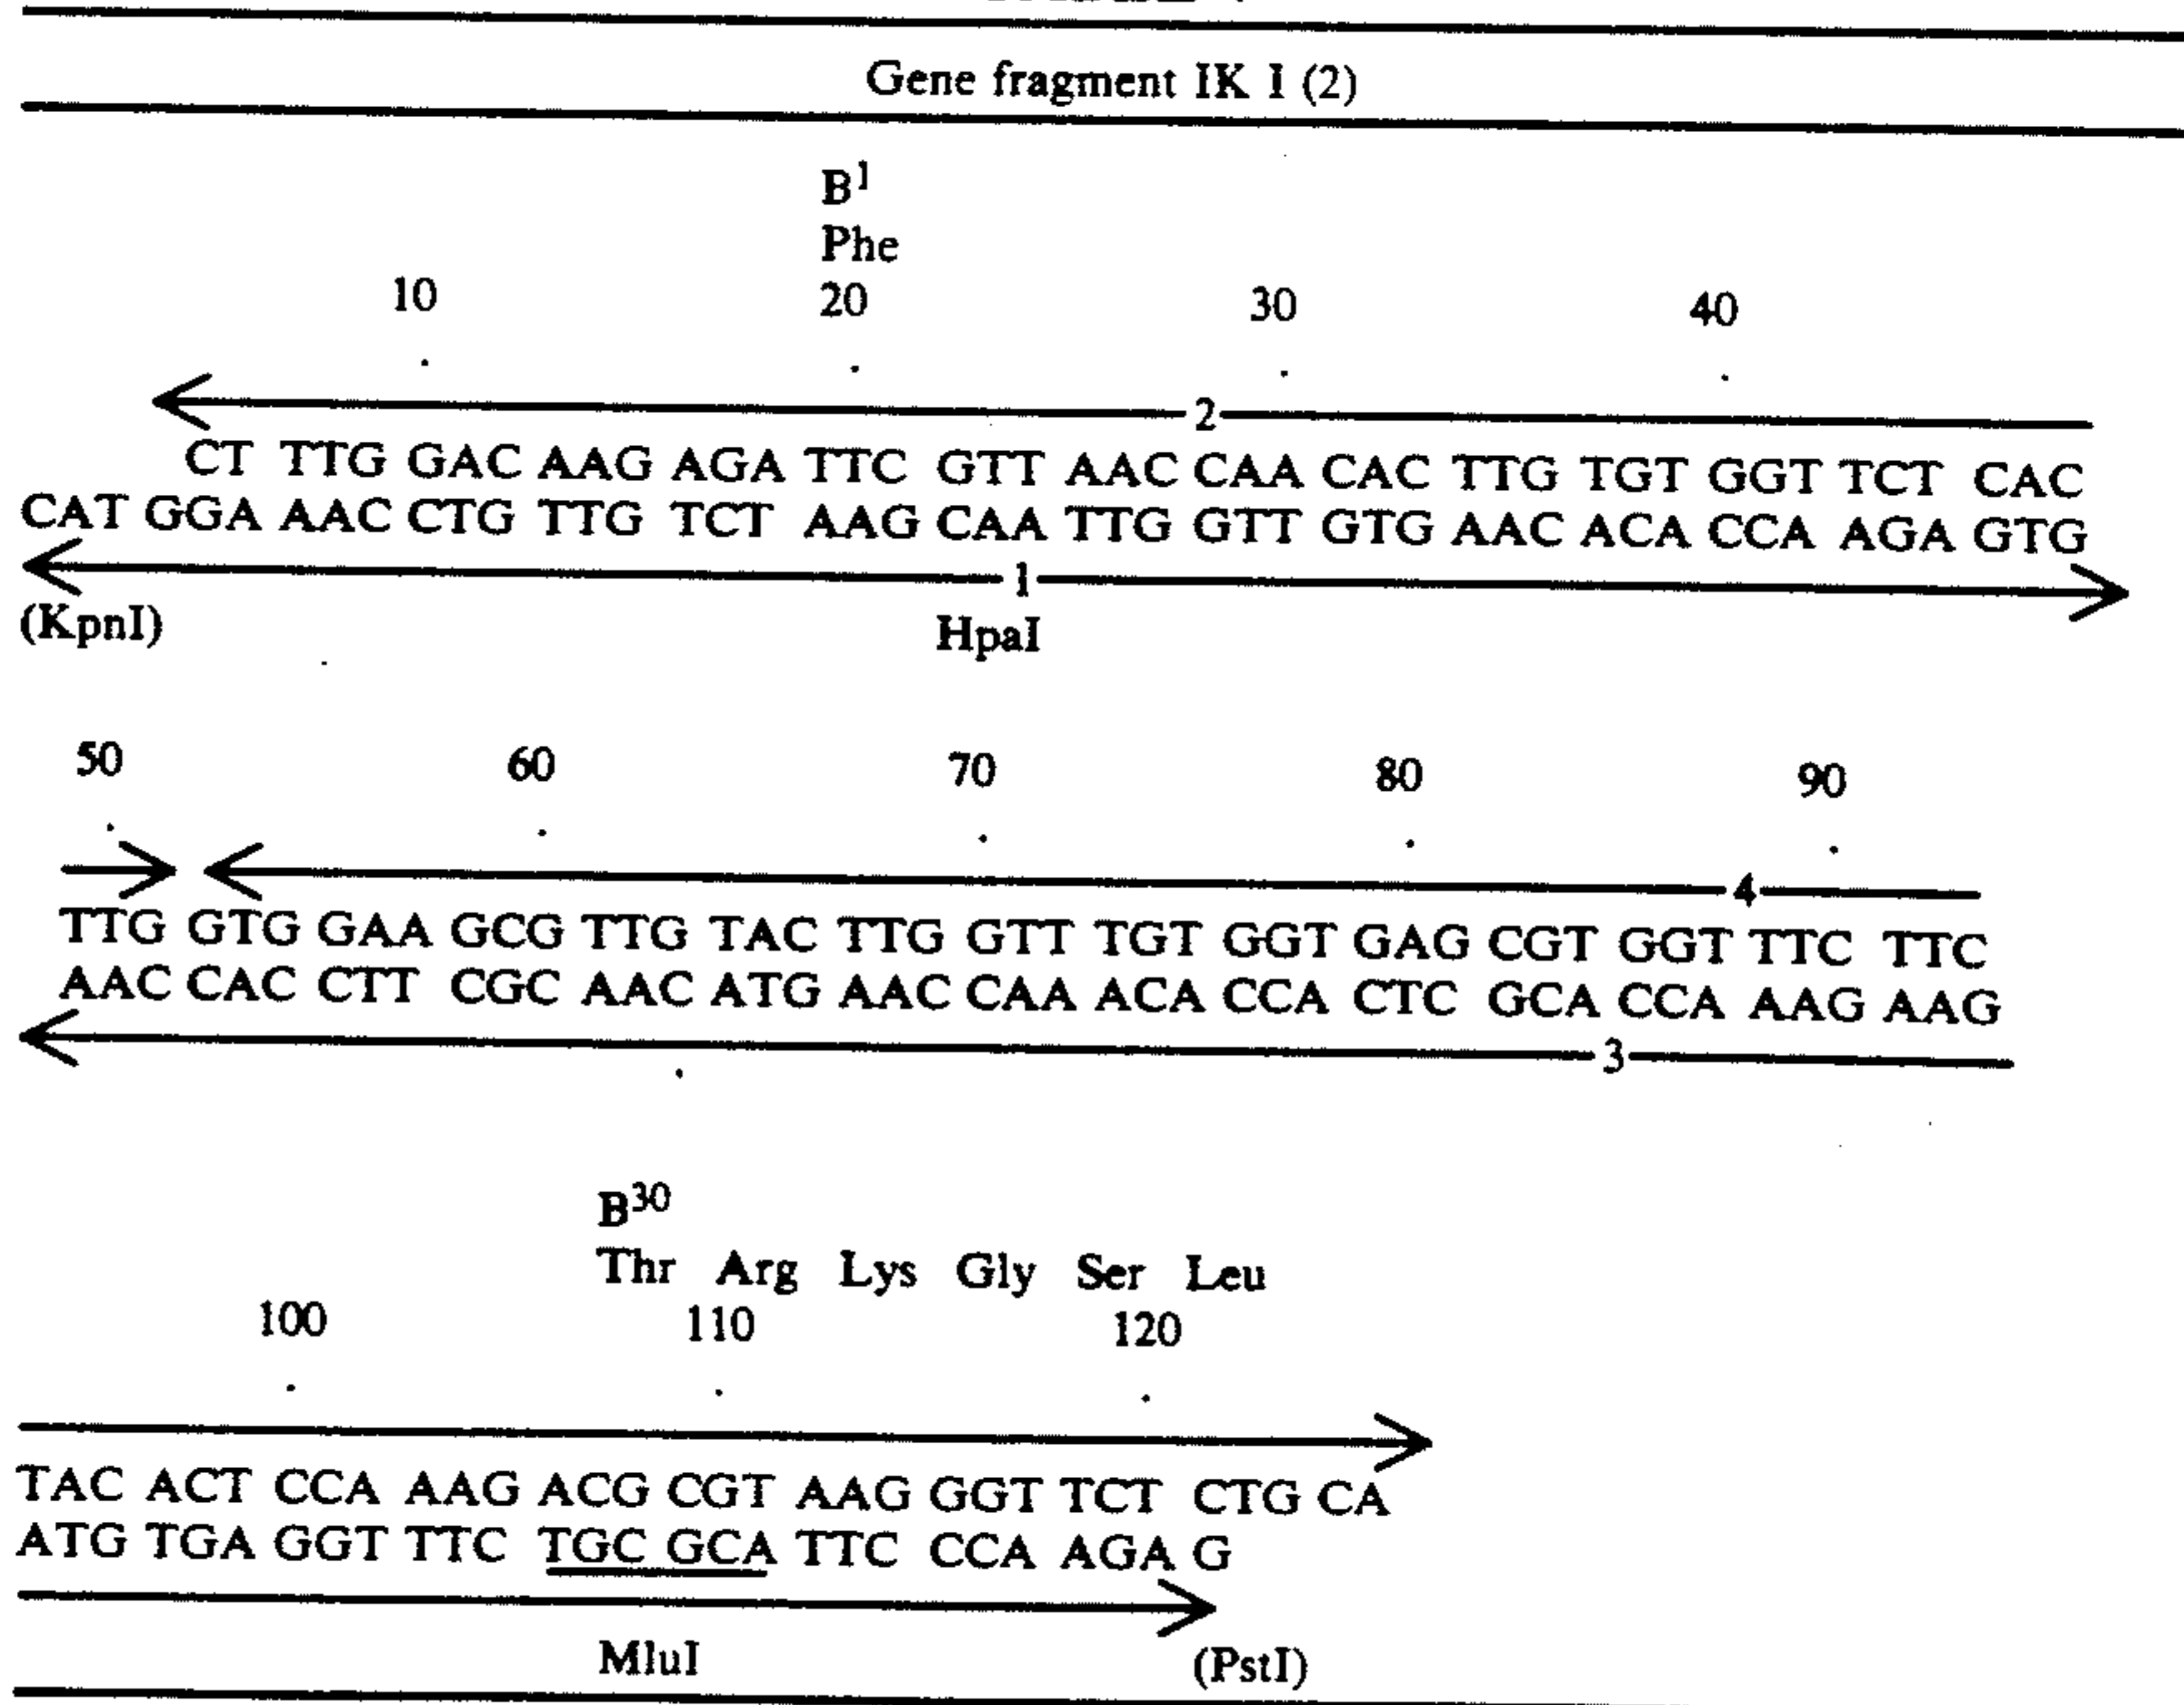 Gene fragment IK I (2)
B1
Phe
10 20 30 40
2
CT TTG GAC AAG AGA TTC GTT AAC CAA CAC TTG TGT GGT TCT CAC
CAT GGA AAC CTG TTG TCT AAG CAA TTG GTT GTG AAC ACA CCA AGA GTG
1
(KpnI) HpaI
50 60 70 80 90
4
TTG GTG GAA GCG TTG TAC TTG GTT TGT GGT GAG CGT GGT TTC TTC
AAC CAC CTT CGC AAC ATG AAC CAA ACA CCA CTC GCA CCA AAG AAG
3
B30
Thr Arg Lys Gly Ser Leu
100 110 120
TAC ACT CCA AAG ACG CGT AAG GGT TCT CTG CA
ATG TGA GGT TTC TGC GCA TTC CCA AGA G
MluI (PstI)